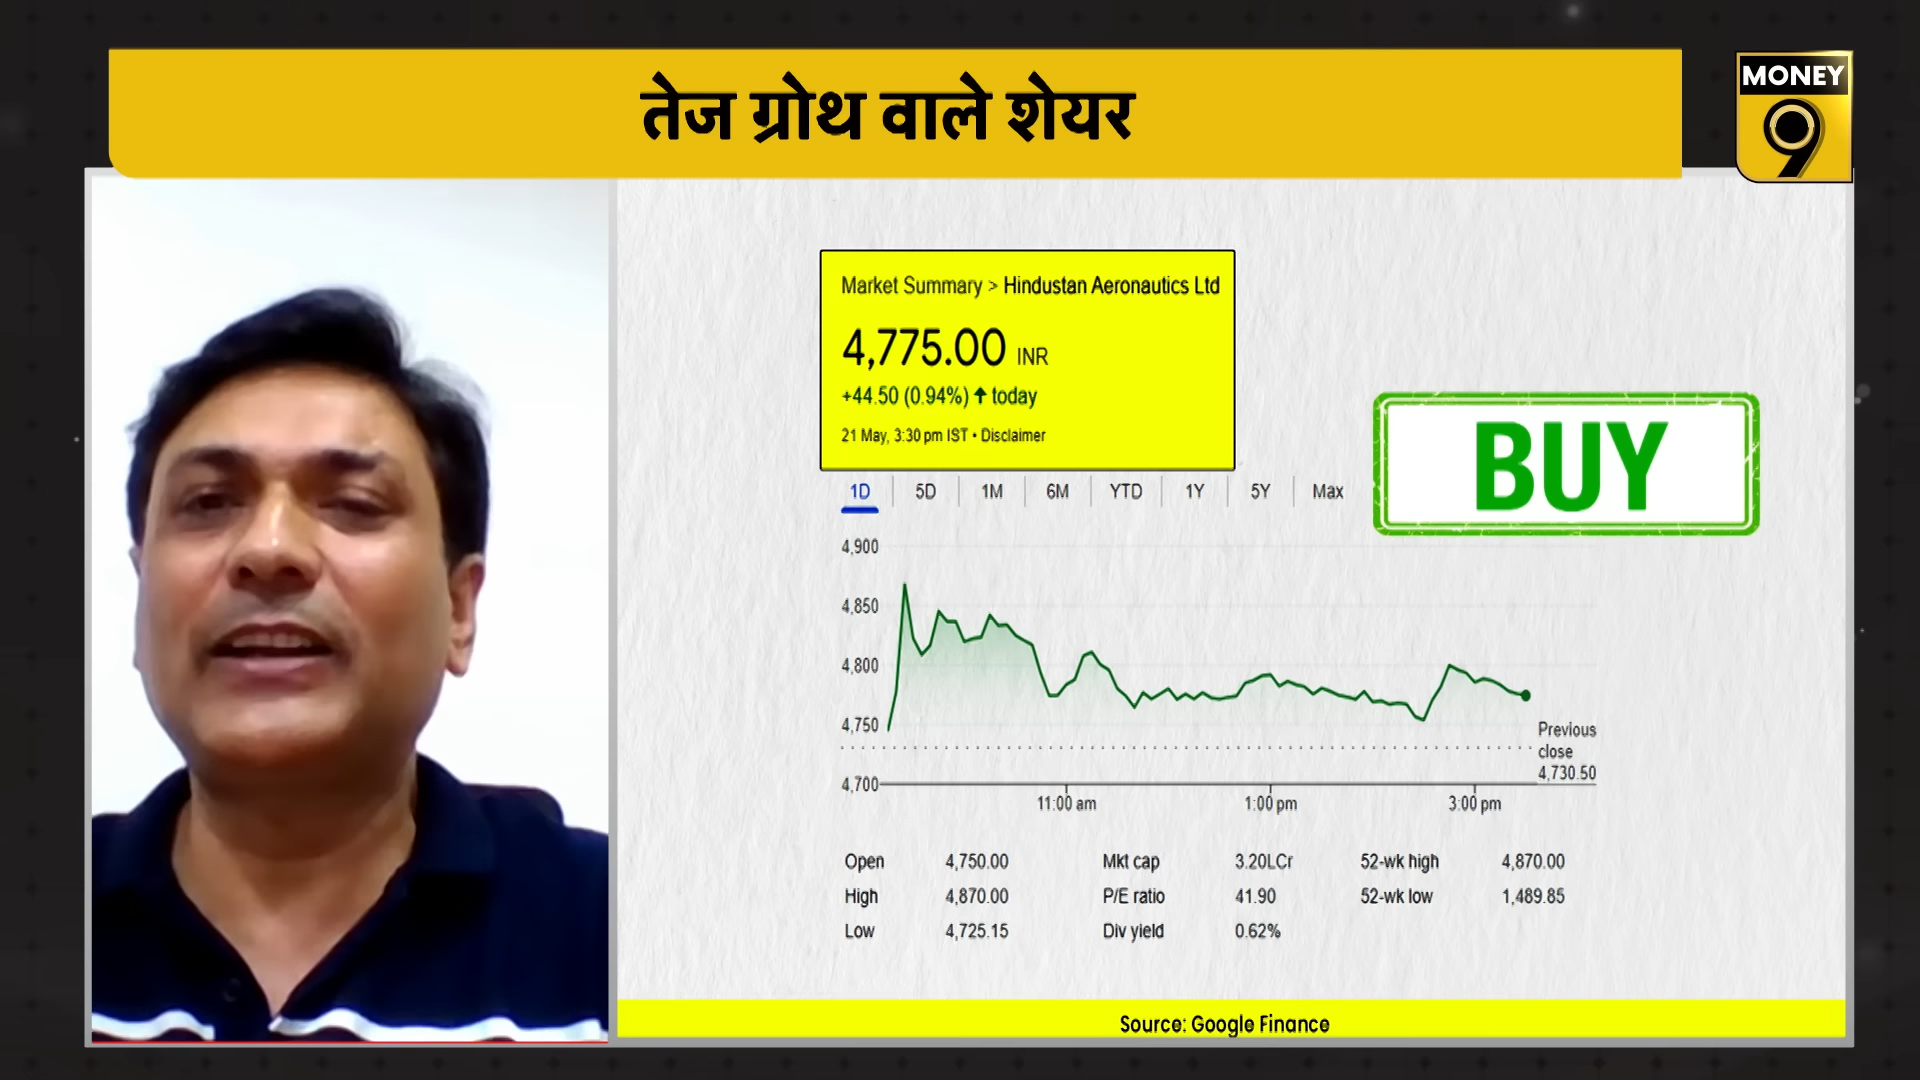 तेज ग्रोथ वाले शेयर
MONEY
9
Market Summary > Hindustan Aeronautics Ltd
4,775.00 INR
+44.50 (0.94%) ↑ today
21 May, 3:30 pm IST • Disclaimer
1D 5D 1M 6M YTD 1Y 5Y Max
BUY
4,900
4,850
4,800
4,750
4,700
Previous
close
4,730.50
11:00 am 1:00 pm 3:00 pm
Open 4,750.00 Mkt cap 3.20LCr 52-wk high 4,870.00
High 4,870.00 P/E ratio 41.90 52-wk low 1,489.85
Low 4,725.15 Div yield 0.62%
Source: Google Finance